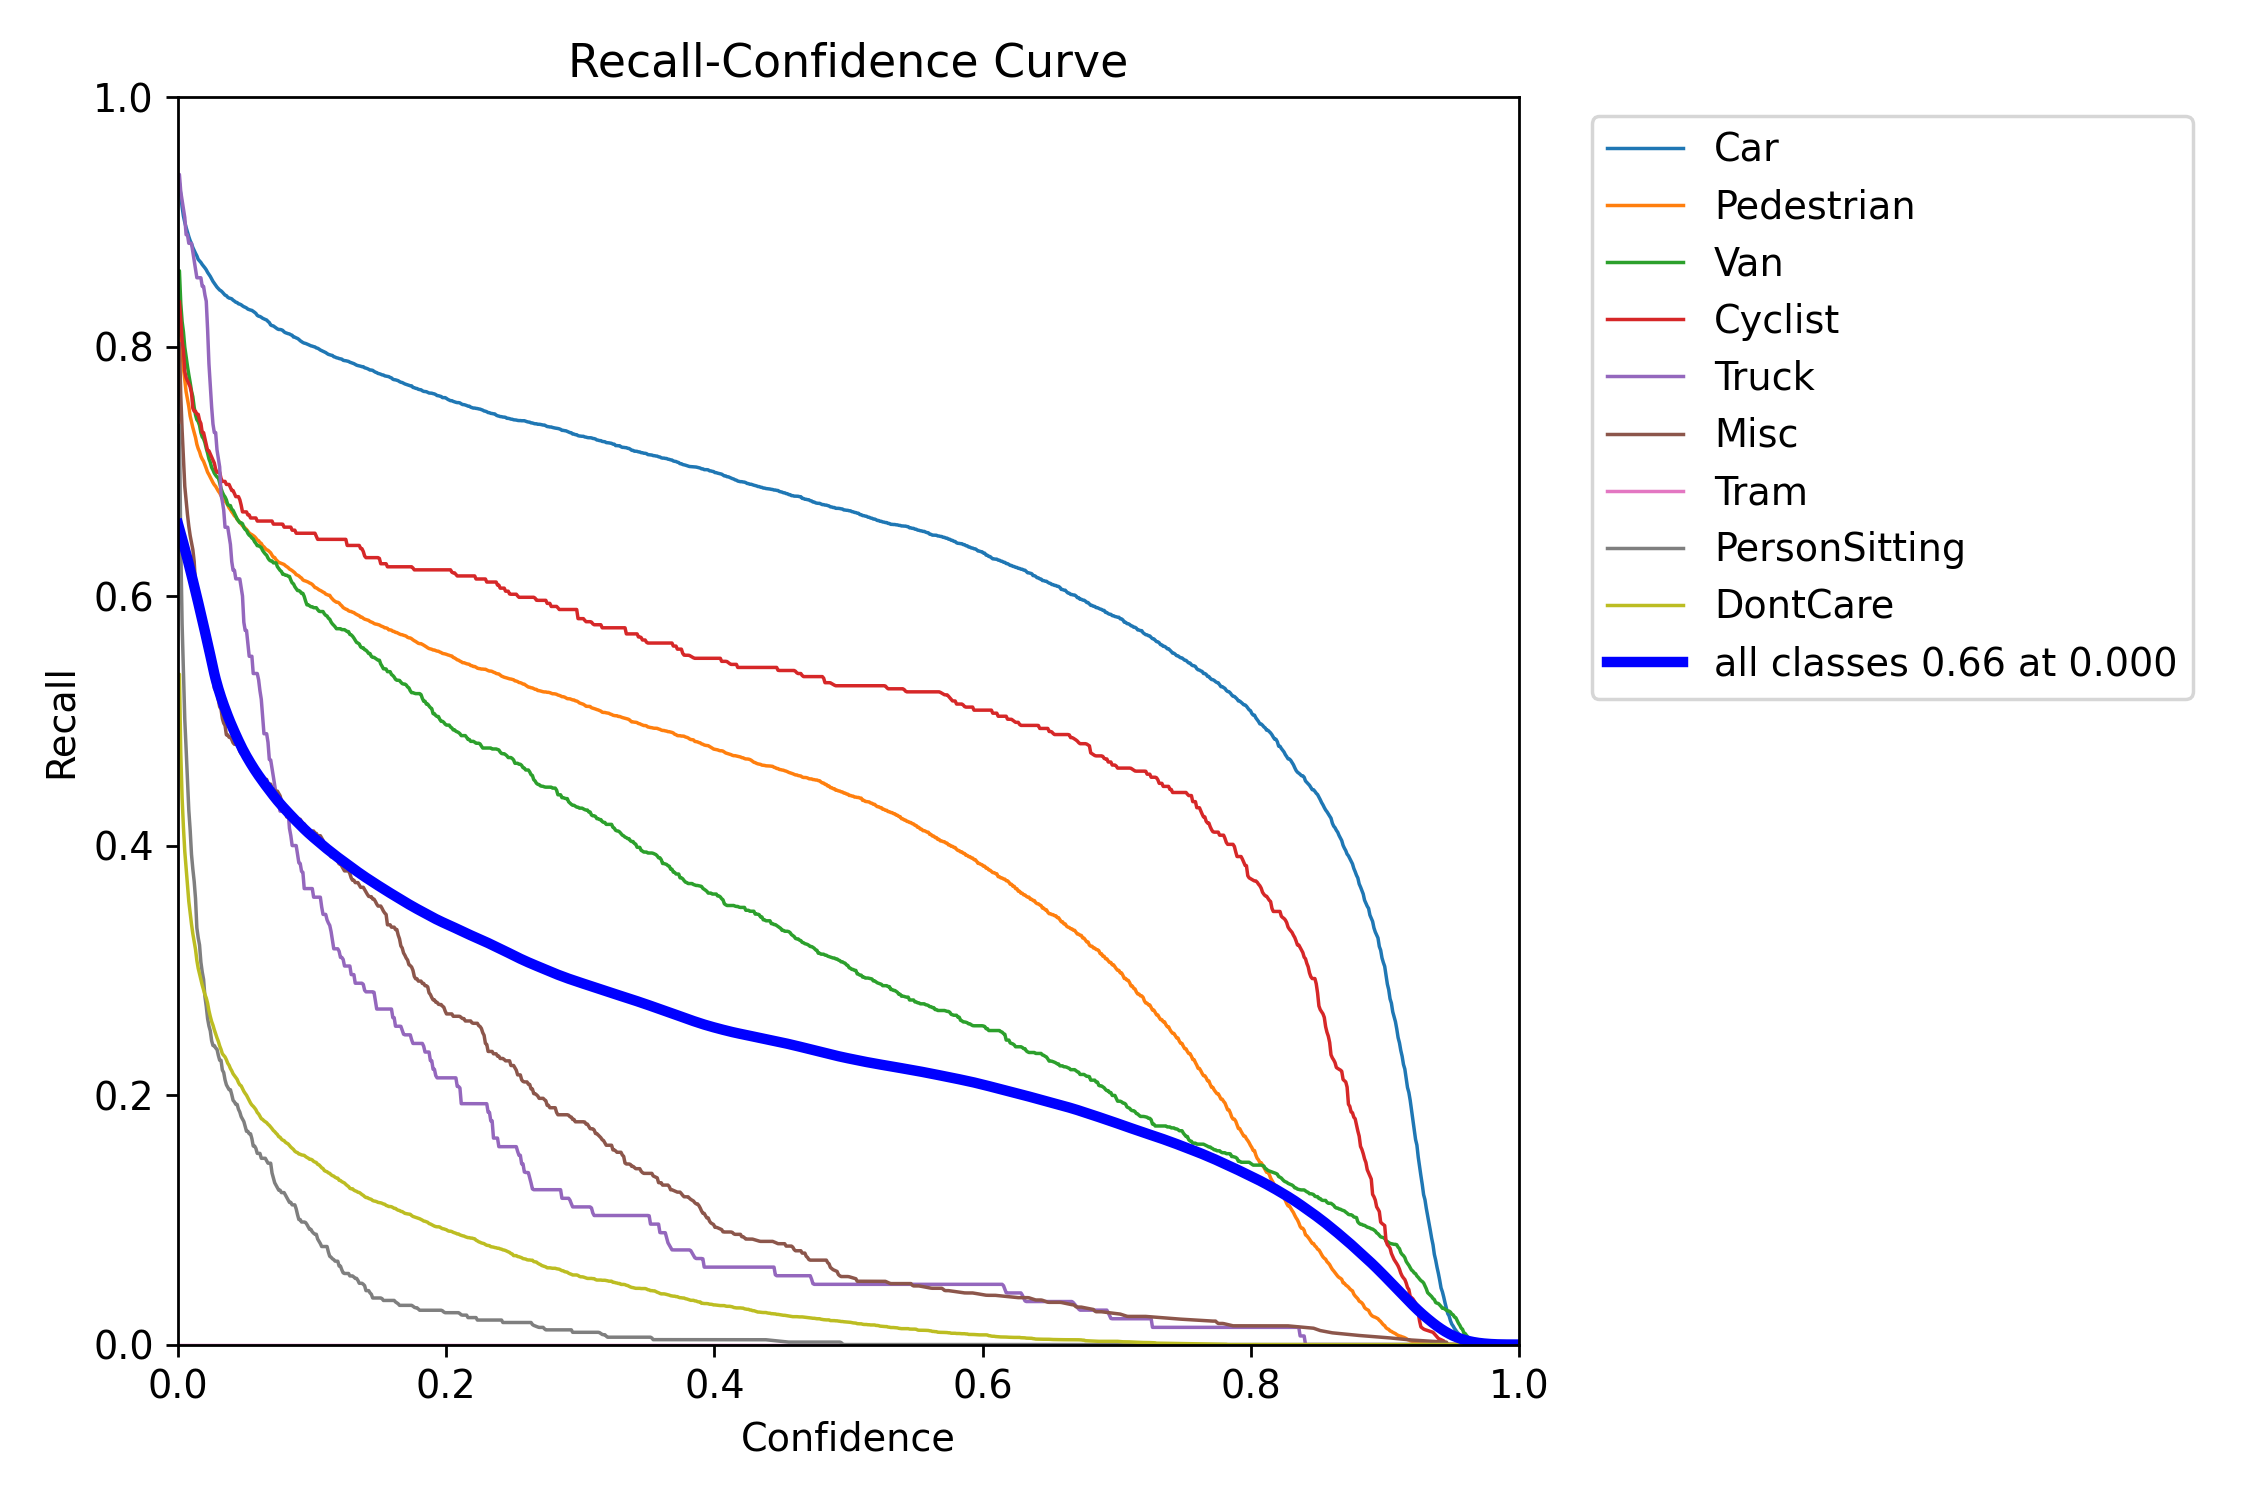 Recall-Confidence Curve
1.0
0.8
0.6
0.4
0.2
0.0
Recall
0.0 0.2 0.4 0.6 0.8 1.0
Confidence
Car
Pedestrian
Van
Cyclist
Truck
Misc
Tram
PersonSitting
DontCare
all classes 0.66 at 0.000